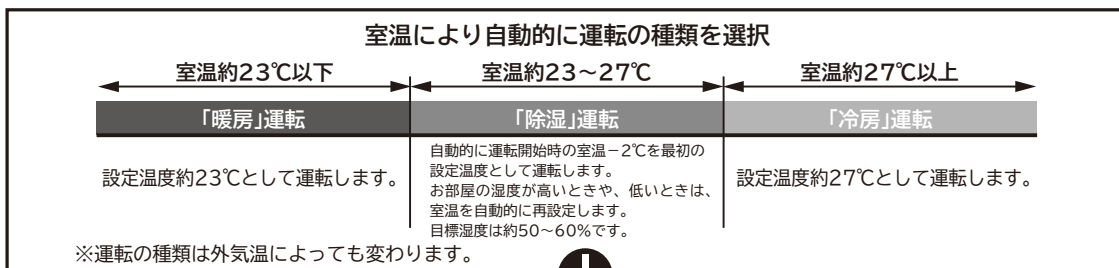 室温により自動的に運転の種類を選択
室温約23℃以下
室温約23～27℃
室温約27℃以上
「暖房」運転
「除湿」運転
「冷房」運転
設定温度約23℃として運転します。
自動的に運転開始時の室温－2℃を最初の
設定温度として運転します。
お部屋の湿度が高いときや、低いときは、
室温を自動的に再設定します。
目標湿度は約50～60%です。
設定温度約27℃として運転します。
※運転の種類は外気温によっても変わります。